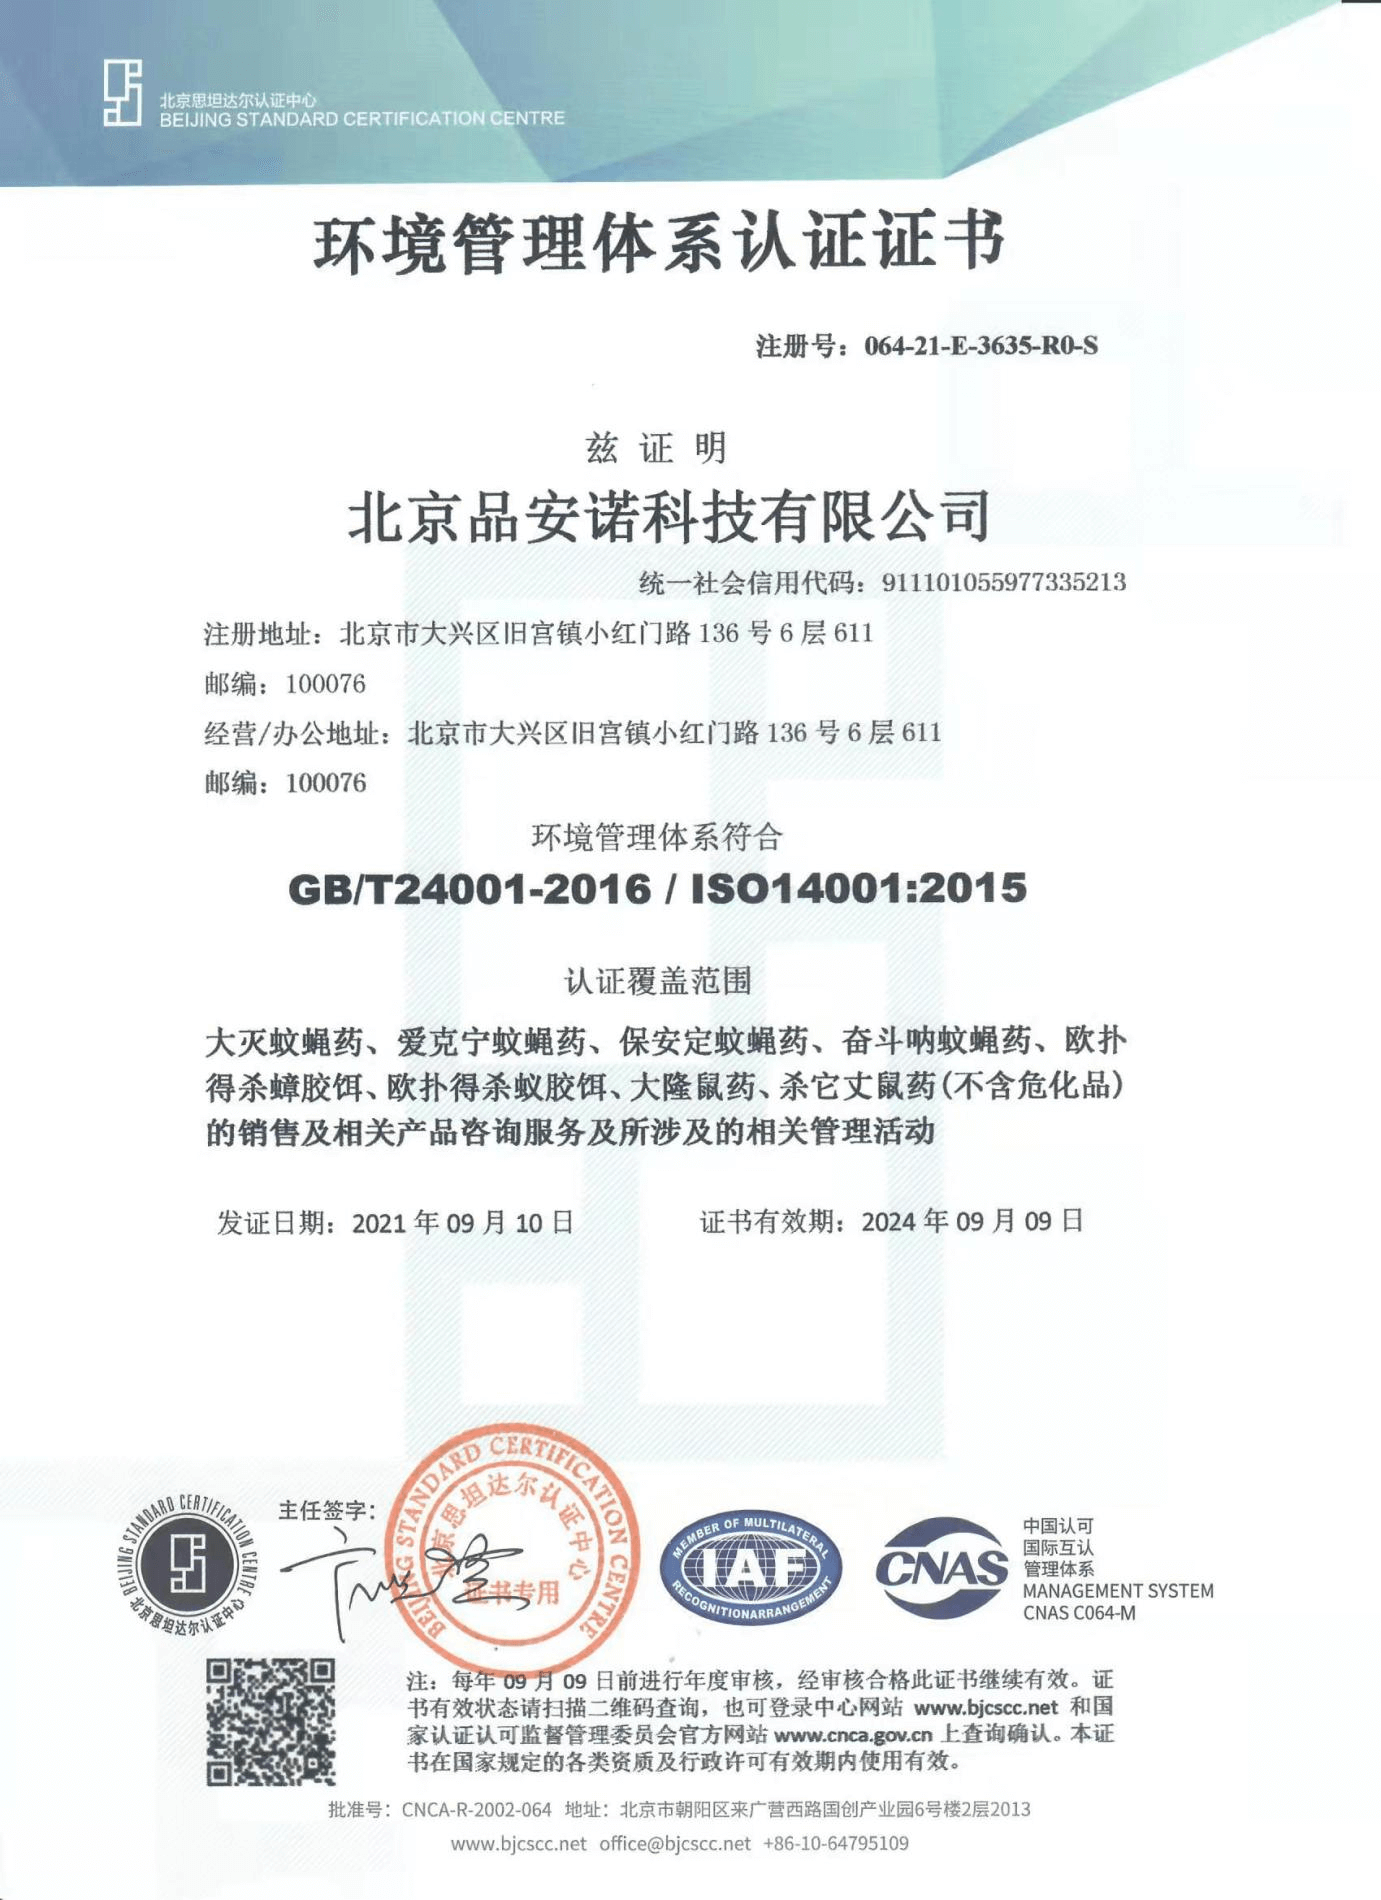 北京思坦达尔认证中心
BEIJING STANDARD CERTIFICATION CENTRE
环境管理体系认证证书
注册号：064-21-E-3635-R0-S
兹 证 明
北京品安诺科技有限公司
统一社会信用代码：911101055977335213
注册地址：北京市大兴区旧宫镇小红门路 136 号 6 层 611
邮编：100076
经营/办公地址：北京市大兴区旧宫镇小红门路 136 号 6 层 611
邮编：100076
环境管理体系符合
GB/T24001-2016 / ISO14001:2015
认证覆盖范围
大灭蚊蝇药、爱克宁蚊蝇药、保安定蚊蝇药、奋斗呐蚊蝇药、欧扑
得杀蟑胶饵、欧扑得杀蚁胶饵、大隆鼠药、杀它丈鼠药(不含危化品)
的销售及相关产品咨询服务及所涉及的相关管理活动
发证日期：2021 年 09 月 10 日
证书有效期：2024 年 09 月 09 日
BEIJING STANDARD CERTIFICATION CENTRE
北京思坦达尔认证中心
主任签字：
BEIJING STANDARD CERTIFICATION CENTRE
北京思坦达尔认证中心
证书专用
MEMBER OF MULTILATERAL
IAF
RECOGNITIONARRANGEMENT
CNAS
中国认可
国际互认
管理体系
MANAGEMENT SYSTEM
CNAS C064-M
注：每年 09 月 09 日前进行年度审核，经审核合格此证书继续有效。证
书有效状态请扫描二维码查询，也可登录中心网站 www.bjcscc.net 和国
家认证认可监督管理委员会官方网站 www.cnca.gov.cn 上查询确认。本证
书在国家规定的各类资质及行政许可有效期内使用有效。
批准号：CNCA-R-2002-064 地址：北京市朝阳区来广营西路国创产业园6号楼2层2013
www.bjcscc.net office@bjcscc.net +86-10-64795109